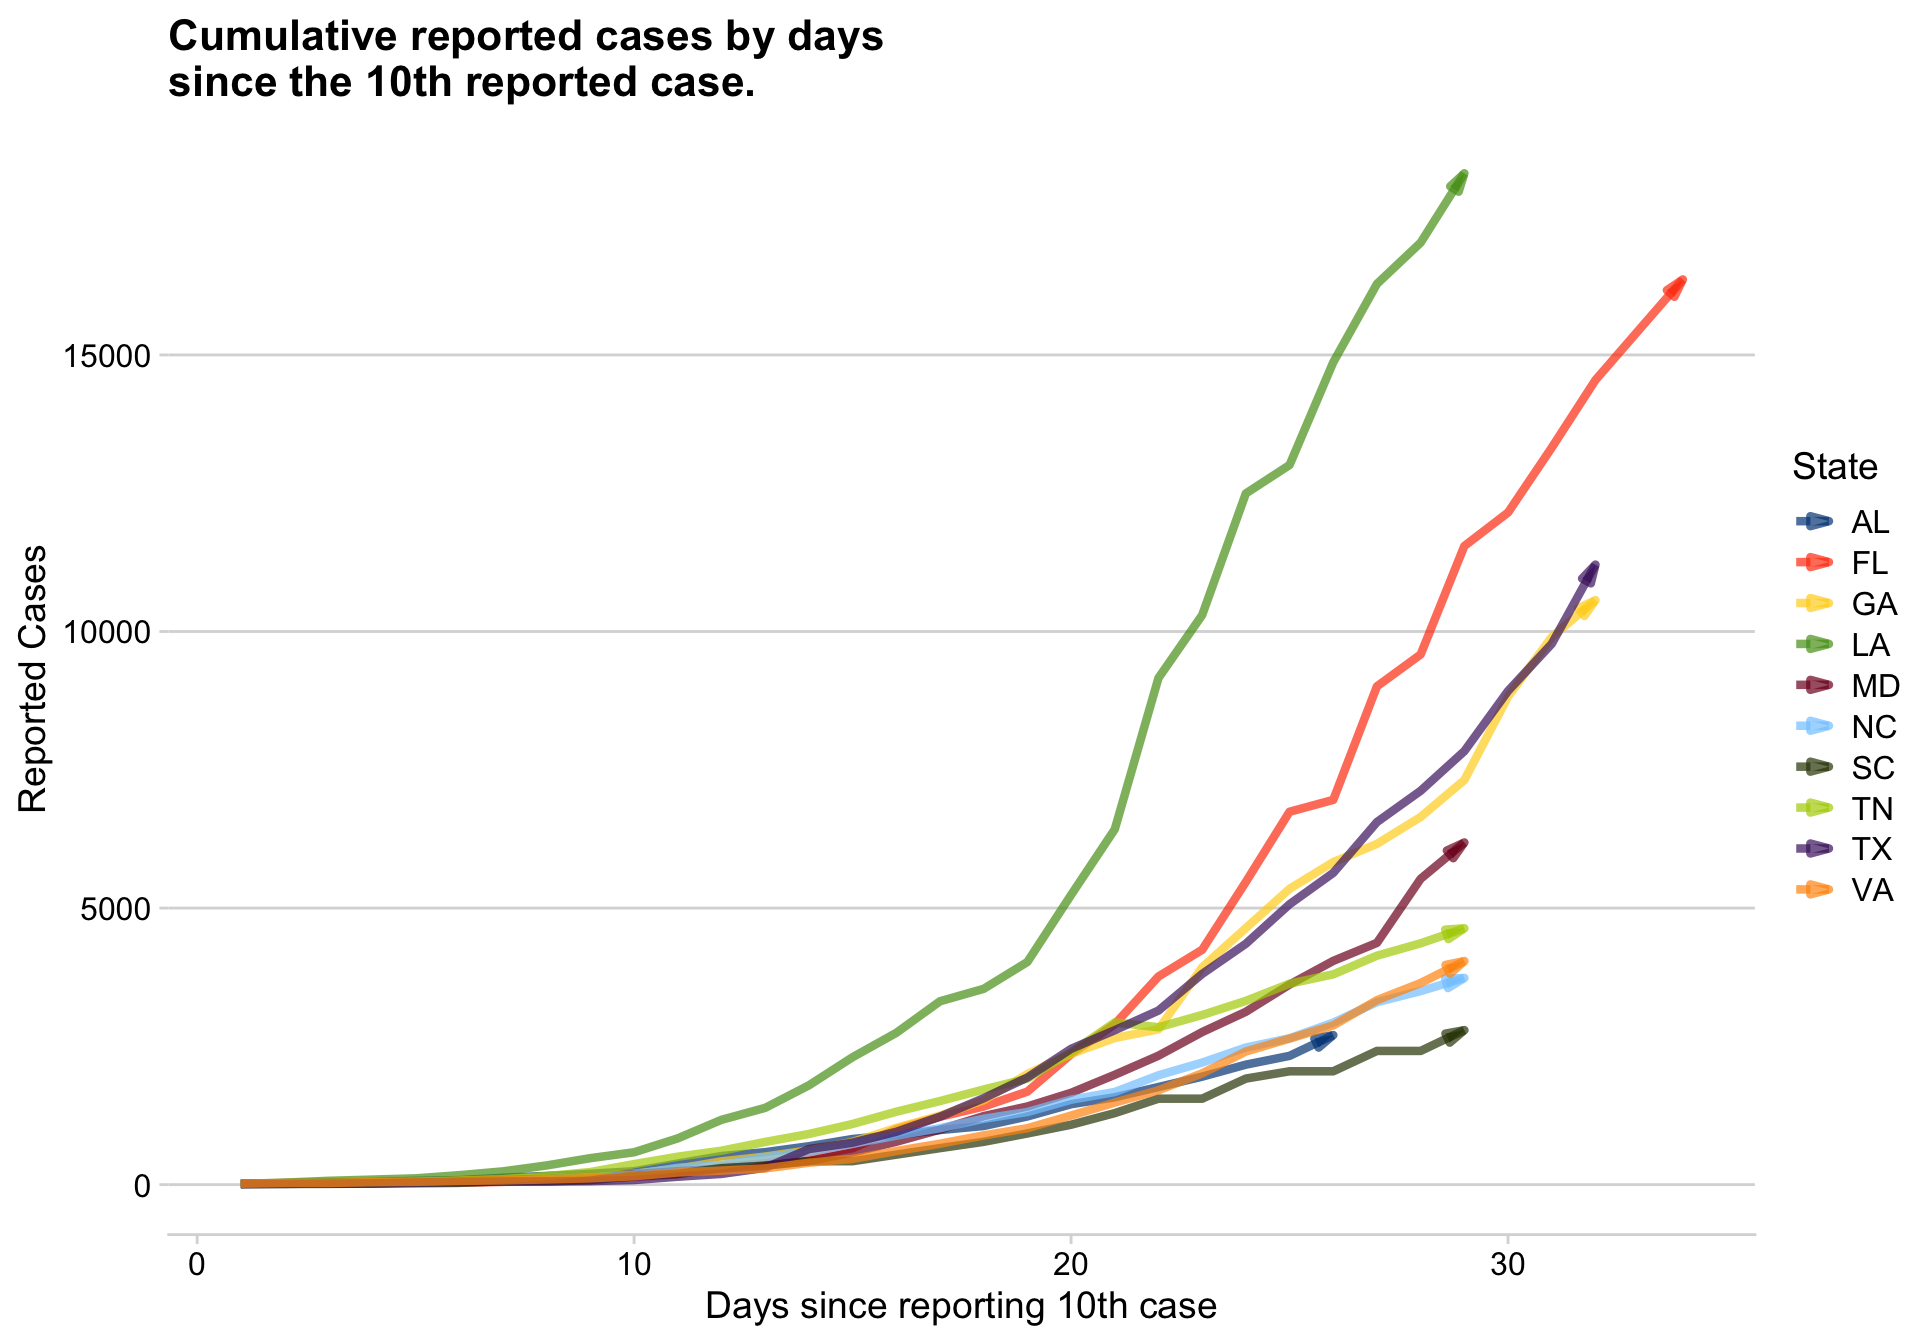 Cumulative reported cases by days
since the 10th reported case.
15000
10000
5000
0
Reported Cases
0 10 20 30
Days since reporting 10th case
State
AL
FL
GA
LA
MD
NC
SC
TN
TX
VA